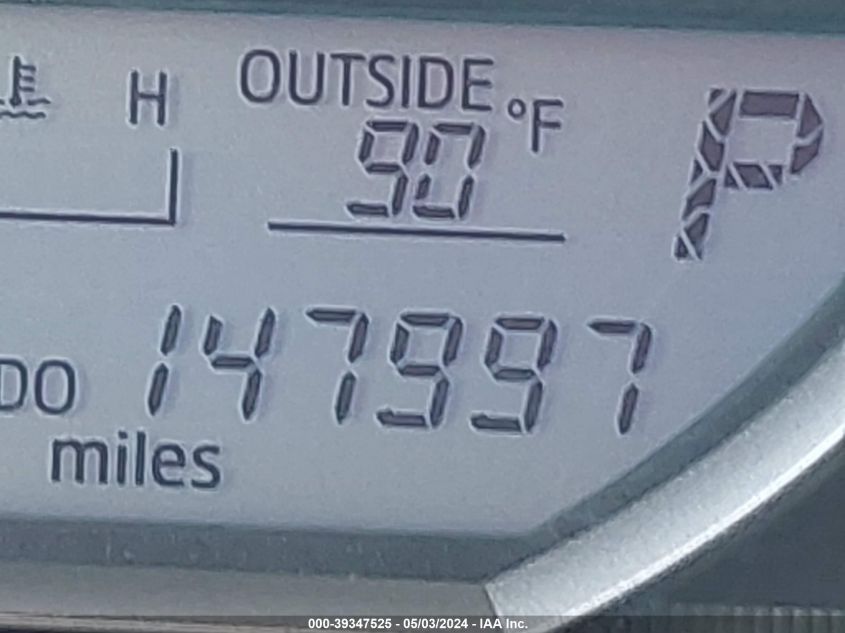 H
OUTSIDE
°F
90
P
DO 147997
miles
000-39347525 - 05/03/2024 - IAA Inc.